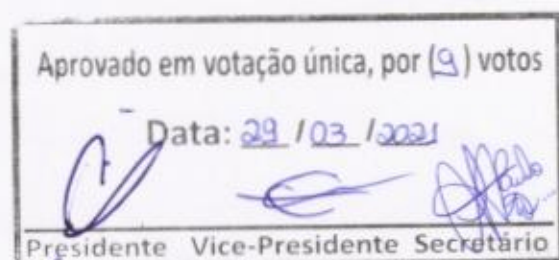 Aprovado em votação única, por (9) votos
Data: 29 / 03 / 2021
Presidente Vice-Presidente Secretário